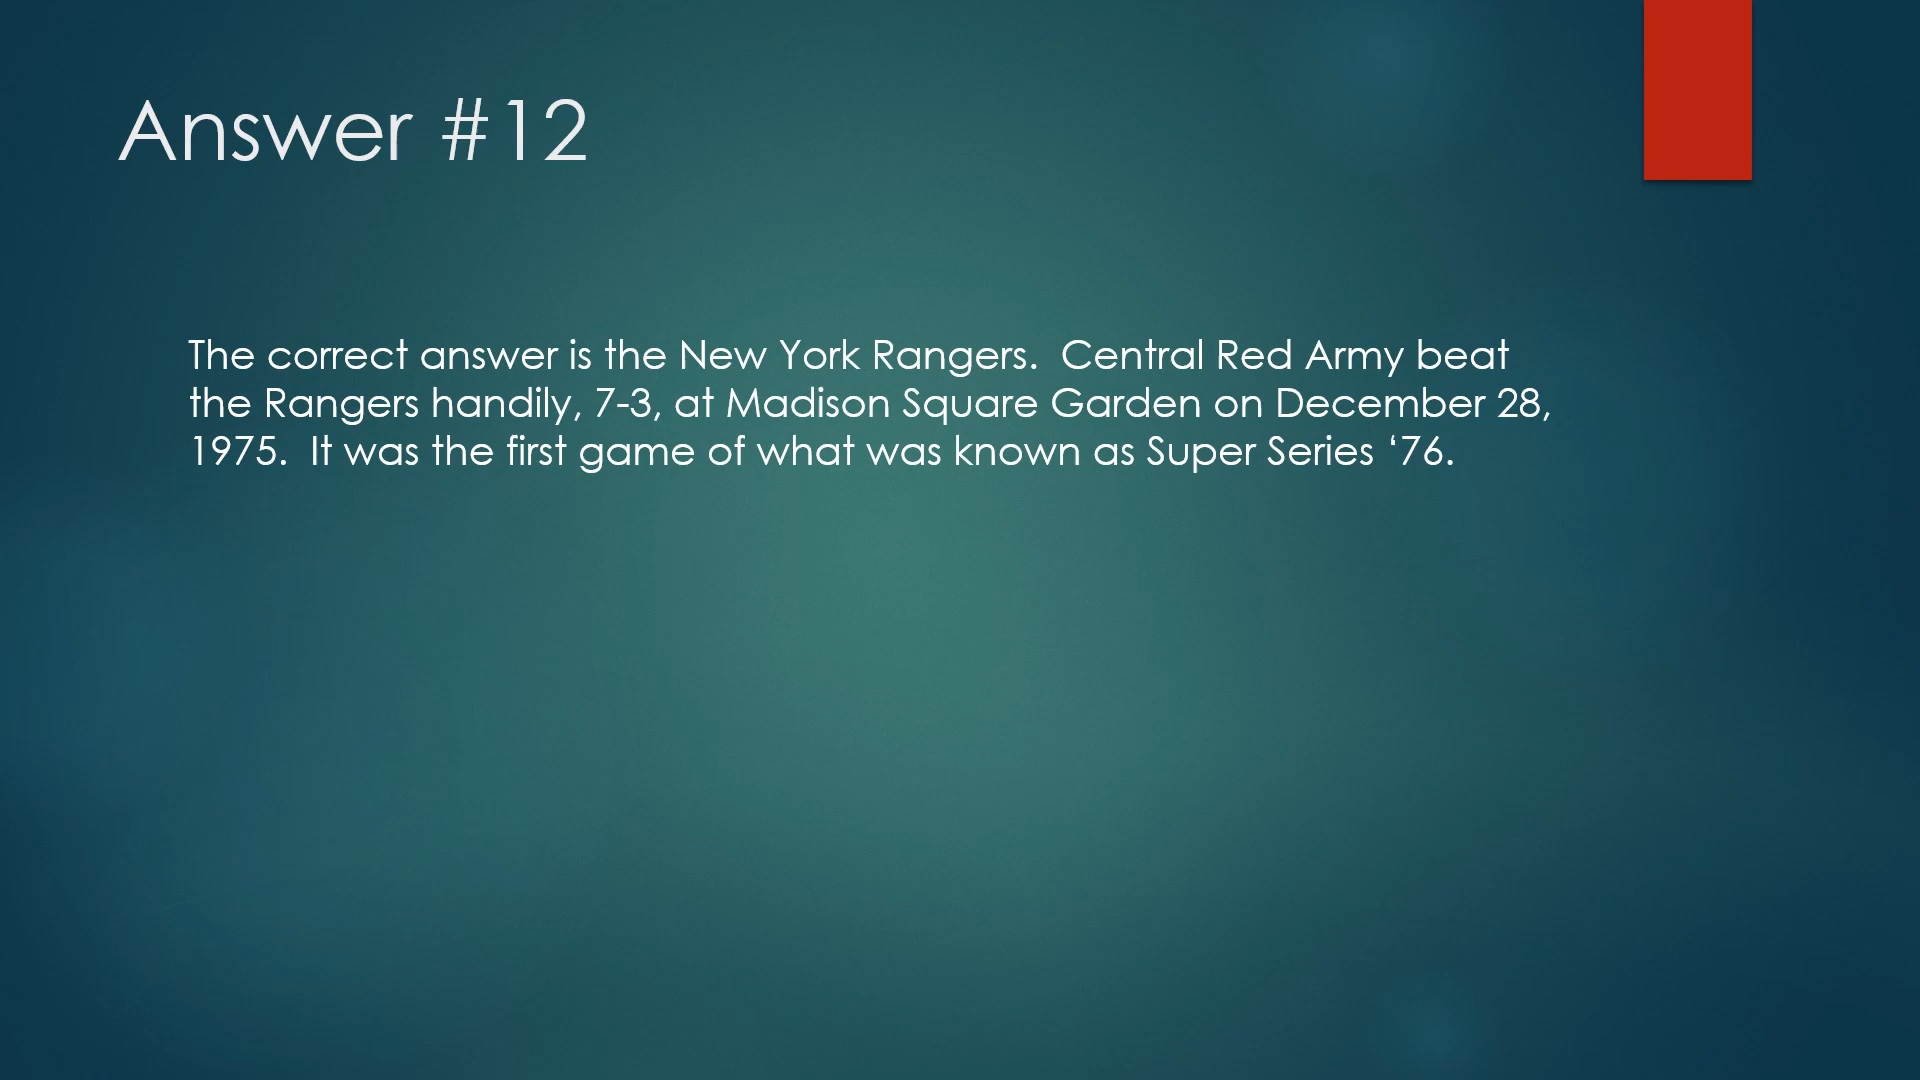 Answer #12
The correct answer is the New York Rangers.  Central Red Army beat
the Rangers handily, 7-3, at Madison Square Garden on December 28,
1975.  It was the first game of what was known as Super Series ‘76.